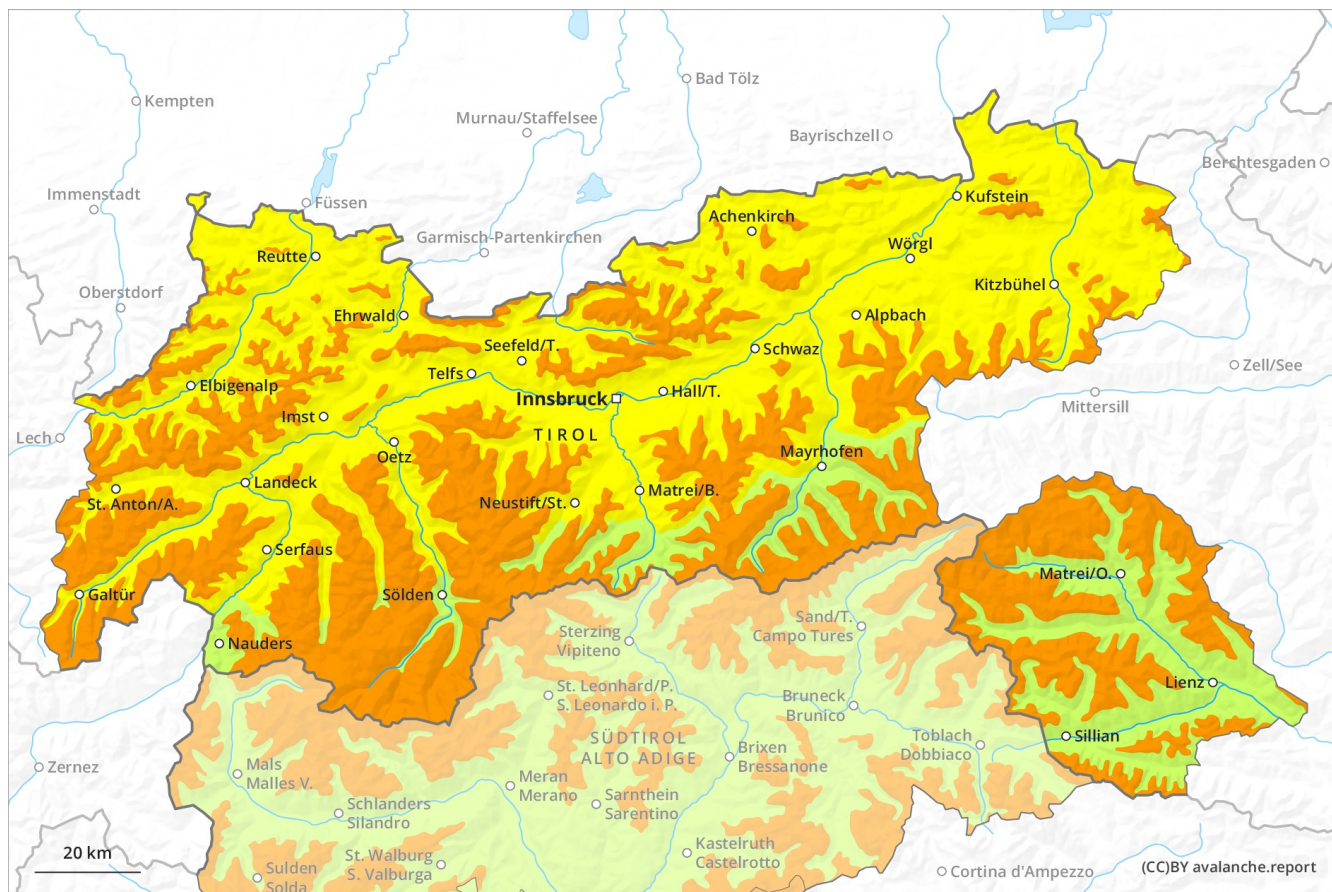 Bad Tölz
Kempten
Murnau/Staffelsee
Bayrischzell
Berchtesgaden
Immenstadt
Füssen
Kufstein
Achenkirch
Garmisch-Partenkirchen
Wörgl
Reutte
Kitzbühel
Oberstdorf
Ehrwald
Alpbach
Seefeld/T.
Schwaz
Zell/See
Telfs
Elbigenalp
Hall/T.
Innsbruck
Mittersill
Imst
TIROL
Lech
Mayrhofen
Oetz
Landeck
Matrei/B.
St. Anton/A.
Neustift/St.
Serfaus
Matrei/O.
Galtür
Sölden
Sand/T.
Campo Tures
Sterzing
Vipiteno
Nauders
Lienz
St. Leonhard/P.
S. Leonardo i. P.
Bruneck
Brunico
SÜDTIROL
ALTO ADIGE
Toblach
Dobbiaco
Sillian
Brixen
Bressanone
Zernez
Mals
Malles V.
Meran
Merano
Sarnthein
Sarentino
Schlanders
Silandro
Kastelruth
Castelrotto
20 km
St. Walburg
S. Valburga
Sulden
Solda
Cortina d'Ampezzo
(CC)BY avalanche.report